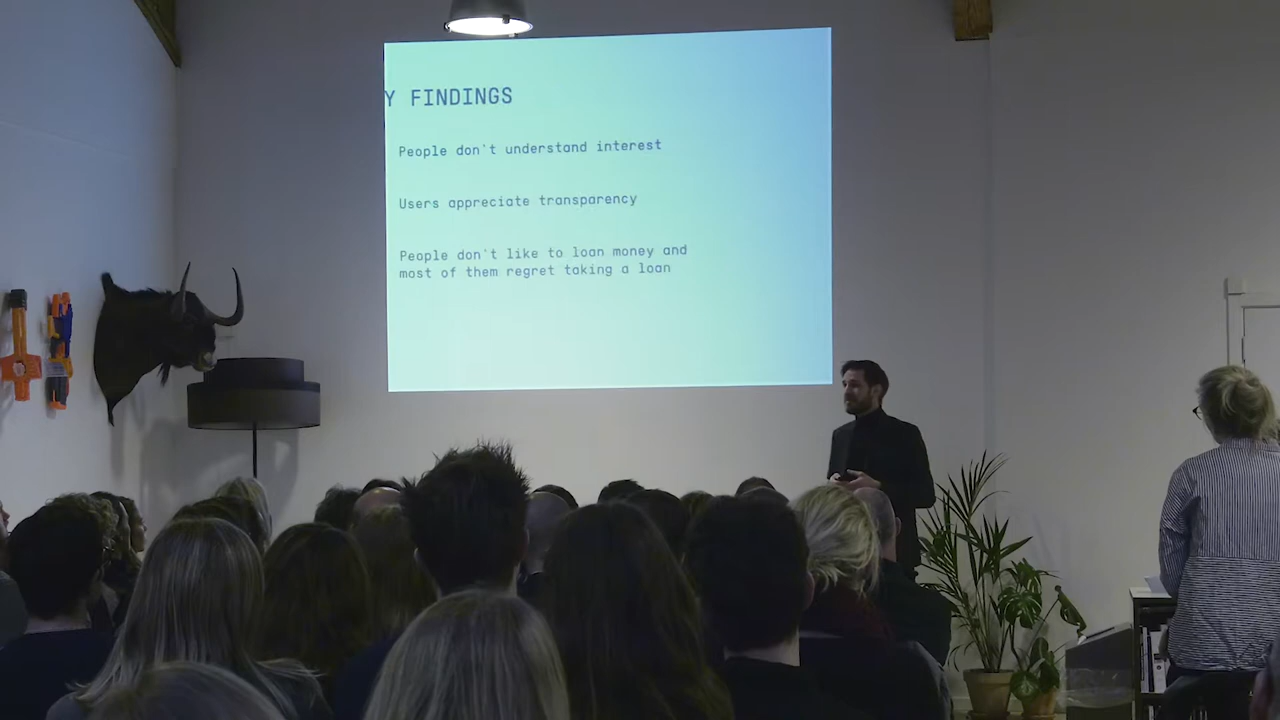 Y FINDINGS
People don't understand interest
Users appreciate transparency
People don't like to loan money and
most of them regret taking a loan